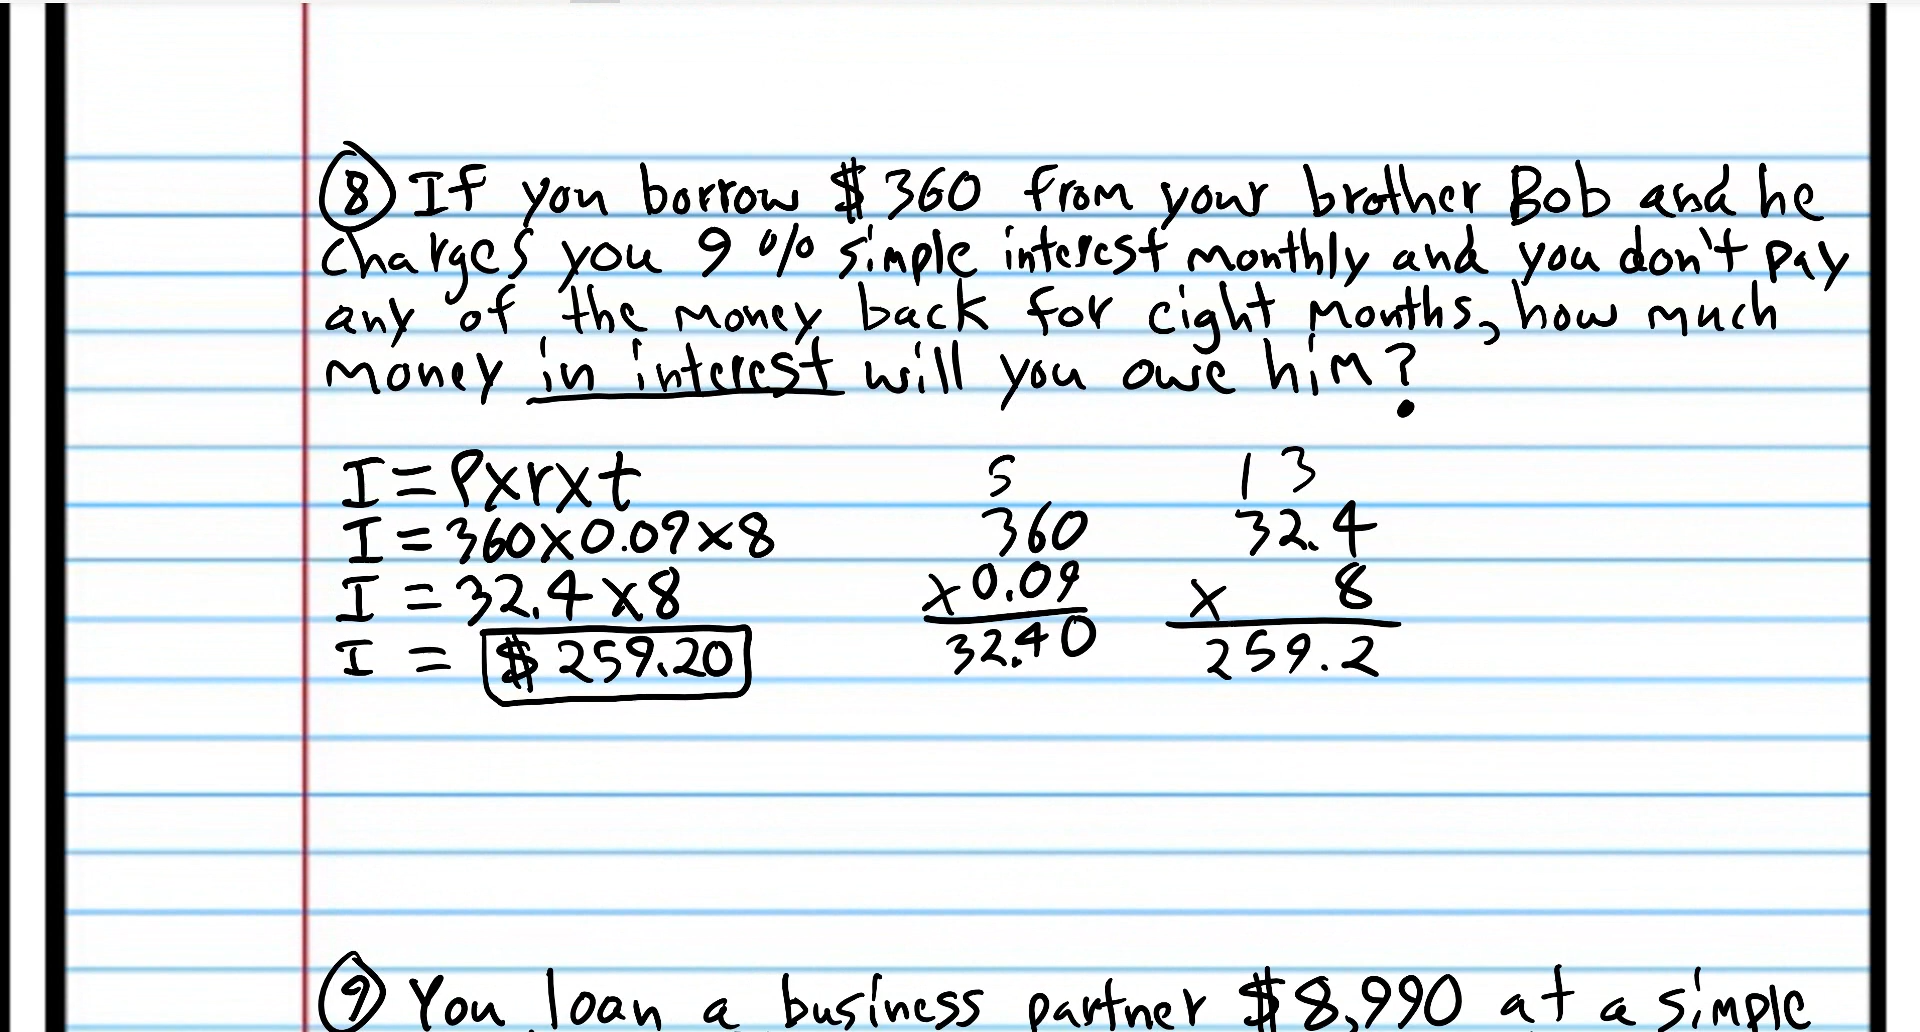 ⑧ If you borrow $360 from your brother Bob and he
charges you 9% simple interest monthly and you don't pay
any of the money back for eight months, how much
money in interest will you owe him?
I=Pxrxt 5 1 3
I=360x0.09x8 360 32.4
I=32.4x8 x0.09 x 8
I=$259.20 32.40 259.2
⑨ You loan a business partner $8,990 at a simple